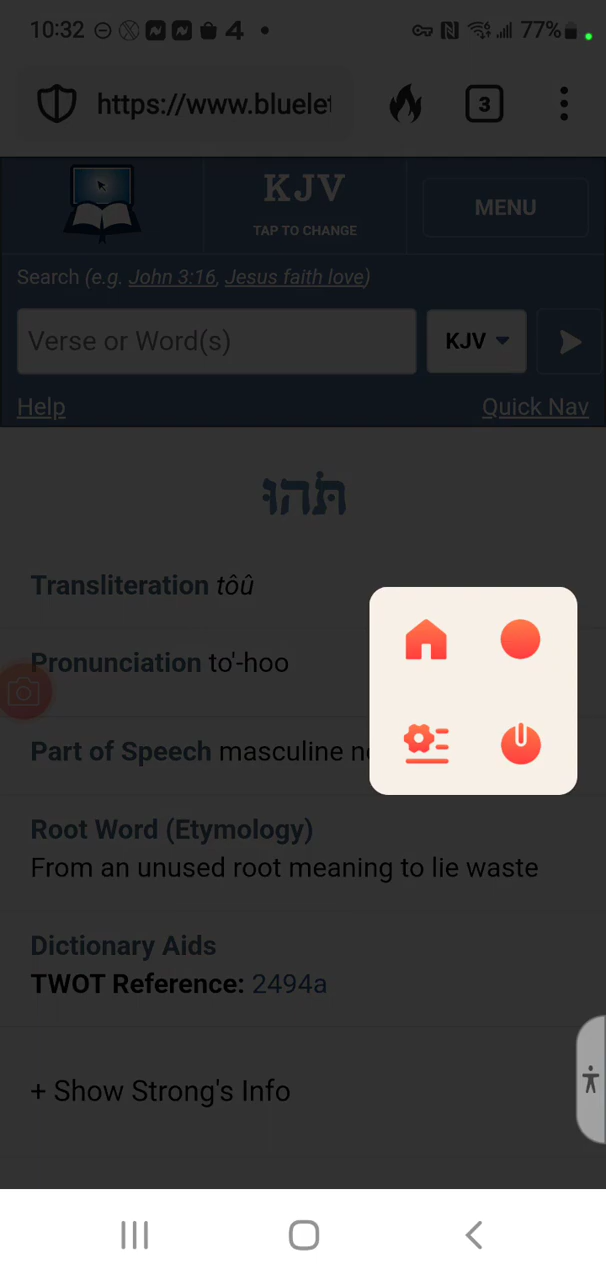 10:32 4 77%
https://www.bluelet
3
KJV
TAP TO CHANGE
MENU
Search (e.g. John 3:16, Jesus faith love)
Verse or Word(s)
KJV
Help
Quick Nav
תֹּהוּ
Transliteration tôû
Pronunciation to'-hoo
Part of Speech masculine
Root Word (Etymology)
From an unused root meaning to lie waste
Dictionary Aids
TWOT Reference: 2494a
+ Show Strong's Info